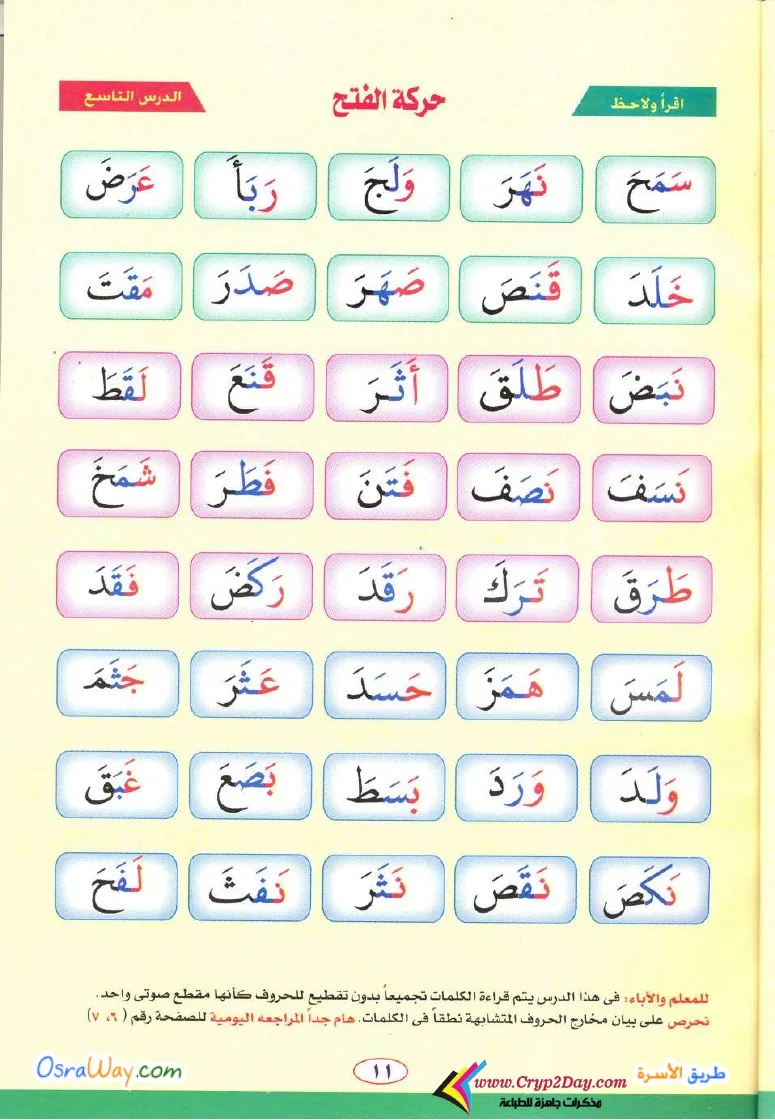 اقرأ ولاحظ حركة الفتح الدرس التاسع
سَمَحَ نَهَرَ وَلَجَ رَبَأَ عَرَضَ
خَلَدَ قَنَصَ صَهَرَ صَدَرَ مَقَتَ
نَبَضَ طَلَقَ أَثَرَ قَنَعَ لَقَطَ
نَسَفَ نَصَفَ فَتَنَ فَطَرَ شَمَخَ
طَرَقَ تَرَكَ رَقَدَ رَكَضَ فَقَدَ
لَمَسَ هَمَزَ حَسَدَ عَثَرَ جَثَمَ
وَلَدَ وَرَدَ بَسَطَ بَصَعَ غَبَقَ
نَكَصَ نَقَصَ نَثَرَ نَفَثَ لَفَحَ
للمعلم والآباء: فى هذا الدرس يتم قراءة الكلمات تجميعاً بدون تقطيع للحروف كأنها مقطع صوتى واحد.
نحرص على بيان مخارج الحروف المتشابهة نطقاً فى الكلمات. هام جداً المراجعه اليومية للصفحة رقم (٦، ٧)
طريق الأسرة ١١ OsraWay.com
www.Cryp2Day.com
مذكرات جاهزة للطباعة